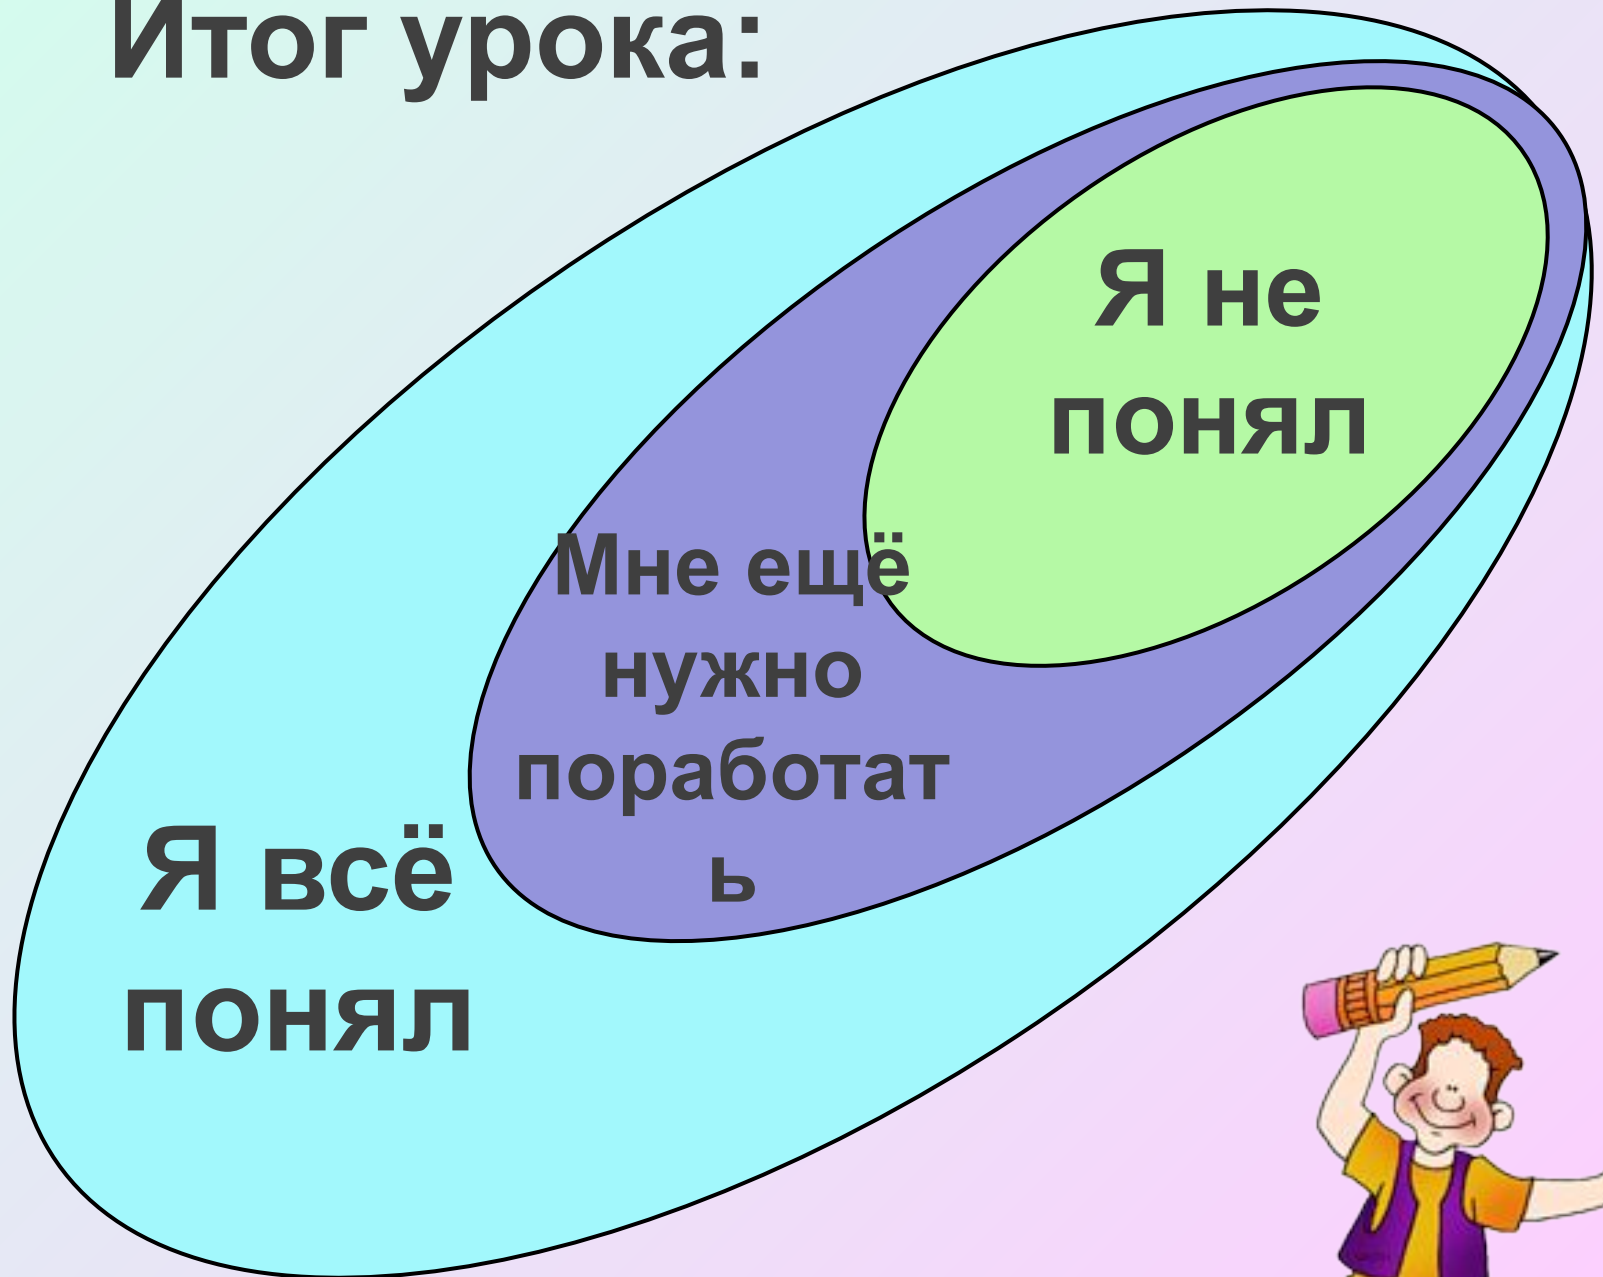 Итог урока:
Я не
понял
Мне ещё
нужно
поработат
ь
Я всё
понял